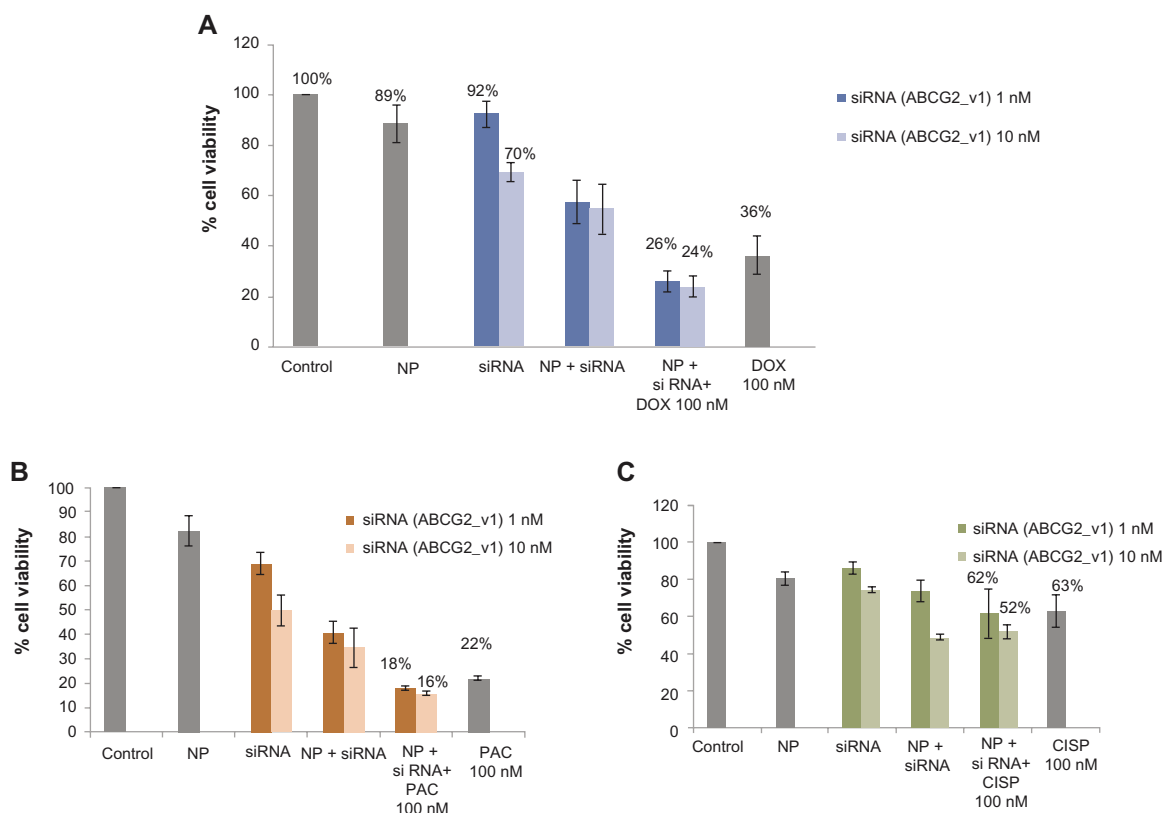 A
120
100
80
60
40
20
0
% cell viability
100%
89%
92%
70%
26%
24%
36%
Control
NP
siRNA
NP + siRNA
NP +
si RNA+
DOX 100 nM
DOX
100 nM
siRNA (ABCG2_v1) 1 nM
siRNA (ABCG2_v1) 10 nM
B
100
90
80
70
60
50
40
30
20
10
0
% cell viability
18%
16%
22%
Control
NP
siRNA
NP + siRNA
NP +
si RNA+
PAC
100 nM
PAC
100 nM
siRNA (ABCG2_v1) 1 nM
siRNA (ABCG2_v1) 10 nM
C
120
100
80
60
40
20
0
% cell viability
62%
52%
63%
Control
NP
siRNA
NP +
siRNA
NP +
si RNA+
CISP
100 nM
CISP
100 nM
siRNA (ABCG2_v1) 1 nM
siRNA (ABCG2_v1) 10 nM